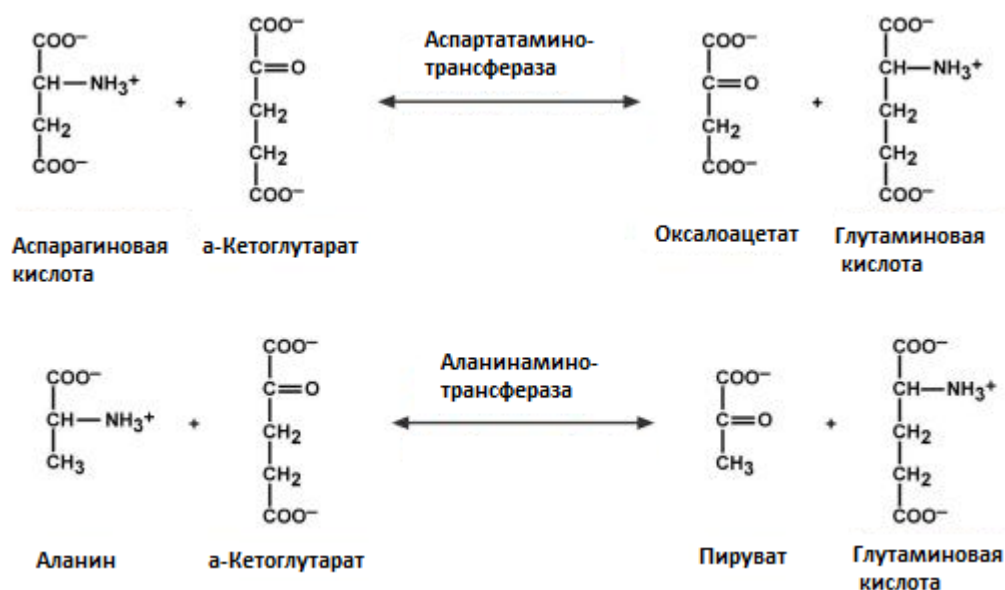 COO⁻
CH—NH₃⁺
CH₂
COO⁻
+
COO⁻
C=O
CH₂
CH₂
COO⁻
Аспартатамино-
трансфераза
COO⁻
C=O
CH₂
COO⁻
+
COO⁻
CH—NH₃⁺
CH₂
CH₂
COO⁻
Аспарагиновая
кислота
а-Кетоглутарат
Оксалоацетат
Глутаминовая
кислота
COO⁻
CH—NH₃⁺
CH₃
+
COO⁻
C=O
CH₂
CH₂
COO⁻
Аланинамино-
трансфераза
COO⁻
C=O
CH₃
+
COO⁻
CH—NH₃⁺
CH₂
CH₂
COO⁻
Аланин
а-Кетоглутарат
Пируват
Глутаминовая
кислота